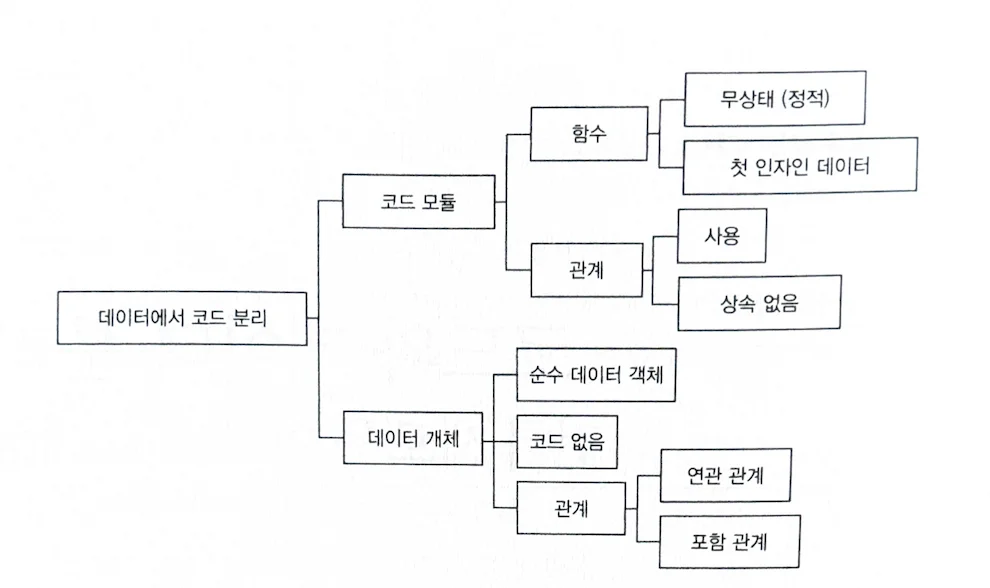 데이터에서 코드 분리
코드 모듈
함수
무상태 (정적)
첫 인자인 데이터
관계
사용
상속 없음
데이터 개체
순수 데이터 객체
코드 없음
관계
연관 관계
포함 관계